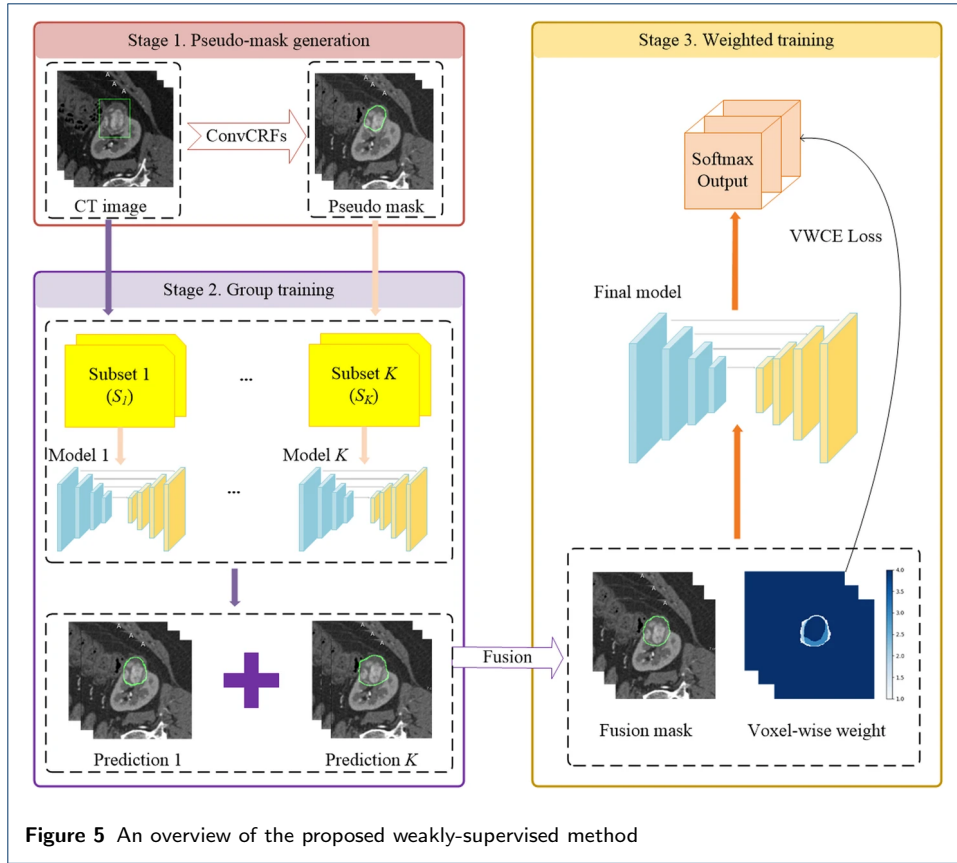 Stage 1. Pseudo-mask generation
ConvCRFs
CT image
Pseudo mask
Stage 2. Group training
Subset 1
(S1)
...
Subset K
(SK)
Model 1
Model K
...
Prediction 1
Prediction K
Fusion
Stage 3. Weighted training
Softmax
Output
VWCE Loss
Final model
4.0
3.5
3.0
2.5
2.0
1.5
1.0
Fusion mask
Voxel-wise weight
Figure 5 An overview of the proposed weakly-supervised method